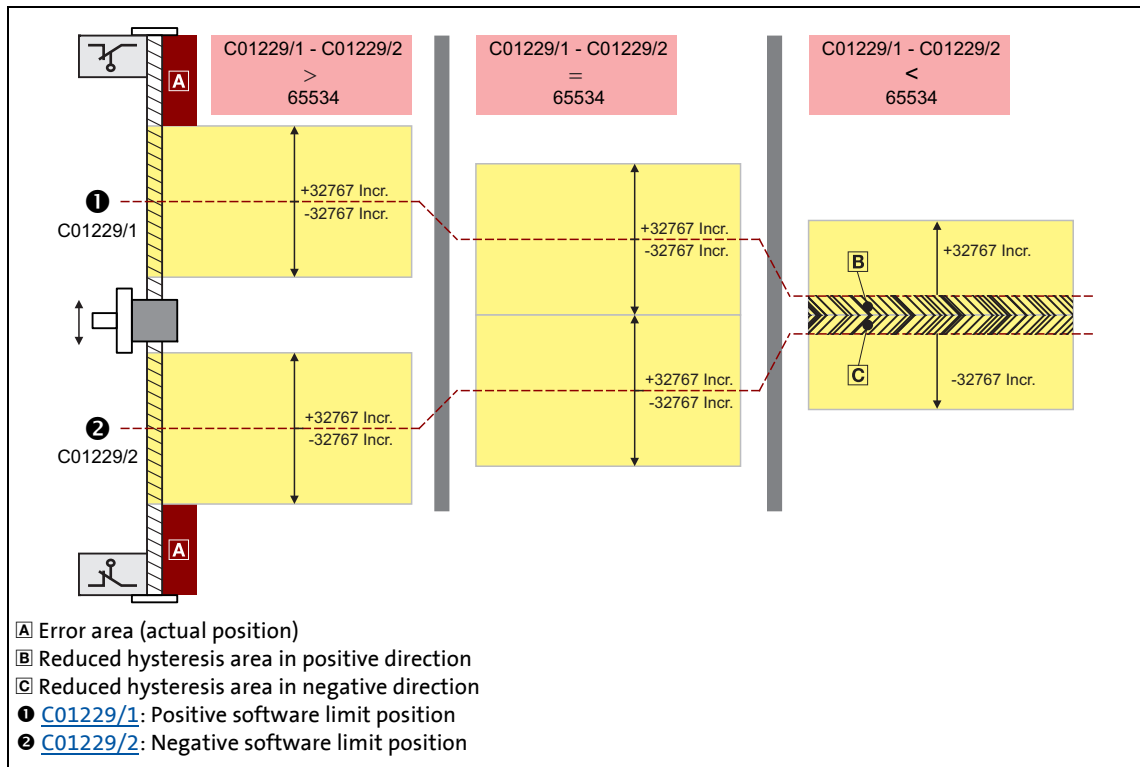 C01229/1 - C01229/2
>
65534
C01229/1 - C01229/2
=
65534
C01229/1 - C01229/2
<
65534
A
❶
C01229/1
+32767 Incr.
-32767 Incr.
+32767 Incr.
-32767 Incr.
+32767 Incr.
B
C
-32767 Incr.
❷
C01229/2
+32767 Incr.
-32767 Incr.
+32767 Incr.
-32767 Incr.
A
A Error area (actual position)
B Reduced hysteresis area in positive direction
C Reduced hysteresis area in negative direction
❶ C01229/1: Positive software limit position
❷ C01229/2: Negative software limit position